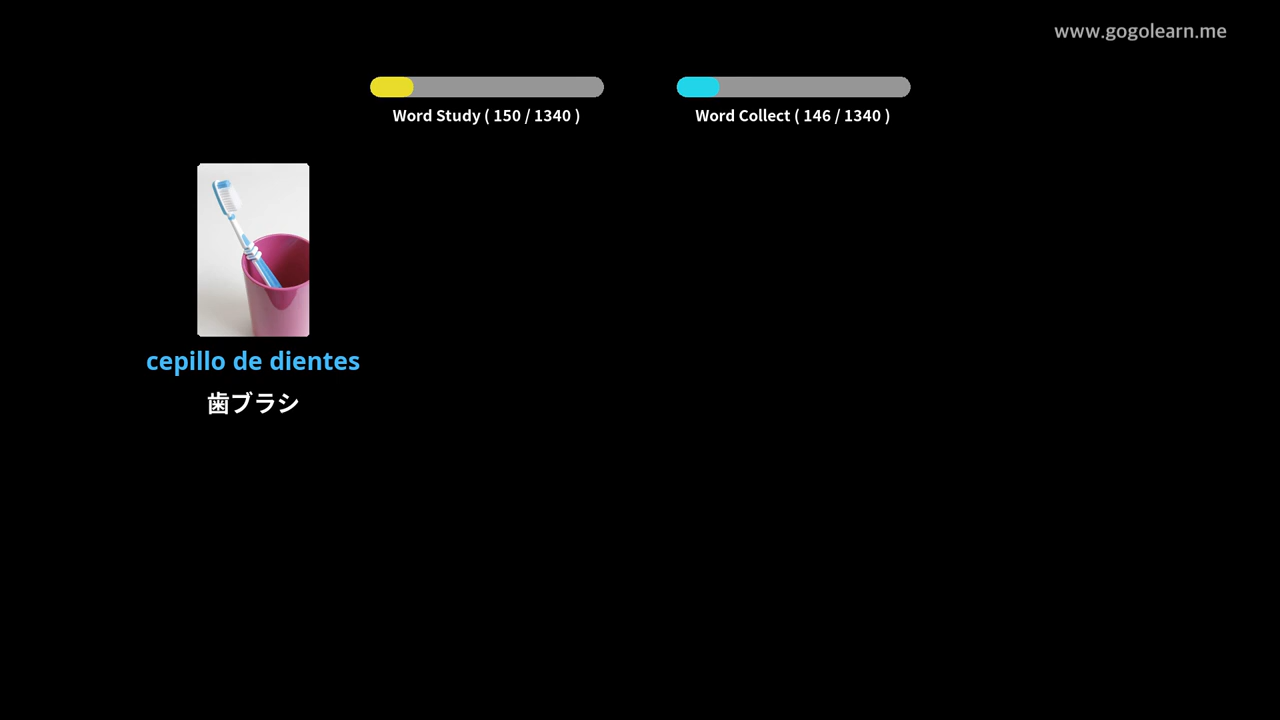 www.gogolearn.me
Word Study ( 150 / 1340 )
Word Collect ( 146 / 1340 )
cepillo de dientes
歯ブラシ